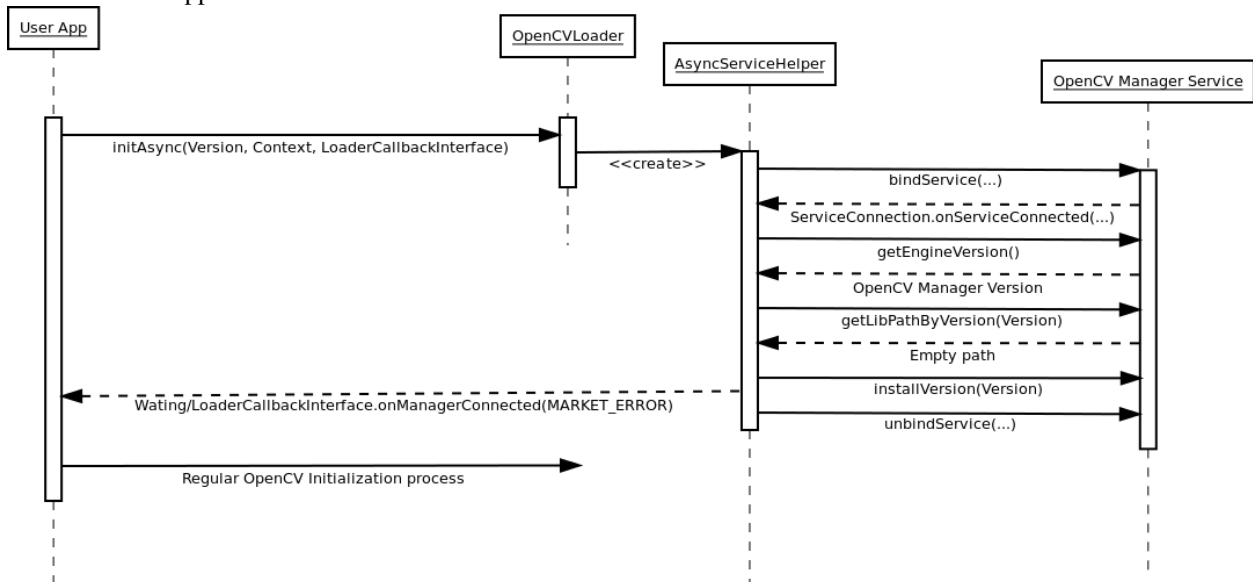 User App
OpenCVLoader
AsyncServiceHelper
OpenCV Manager Service
initAsync(Version, Context, LoaderCallbackInterface)
<<create>>
bindService(...)
ServiceConnection.onServiceConnected(...)
getEngineVersion()
OpenCV Manager Version
getLibPathByVersion(Version)
Empty path
installVersion(Version)
Wating/LoaderCallbackInterface.onManagerConnected(MARKET_ERROR)
unbindService(...)
Regular OpenCV Initialization process